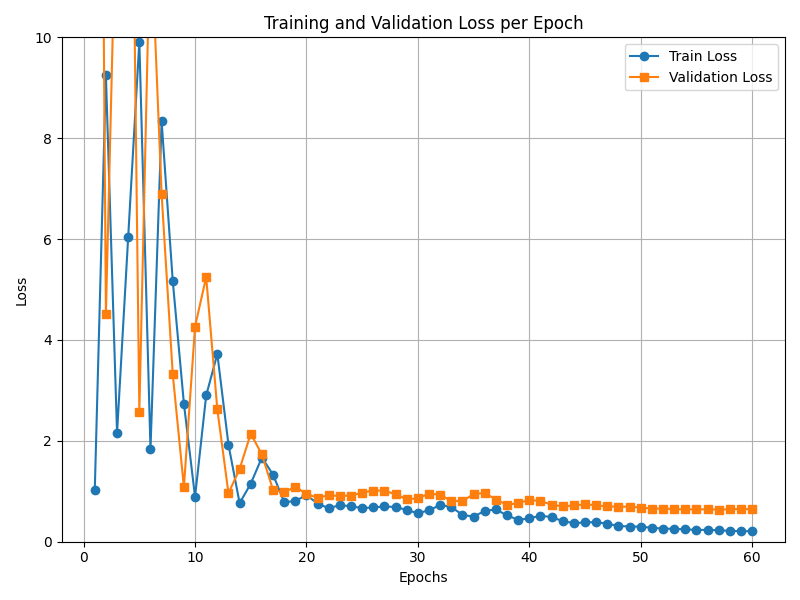 Training and Validation Loss per Epoch
Train Loss
Validation Loss
Loss
10
8
6
4
2
0
0 10 20 30 40 50 60
Epochs